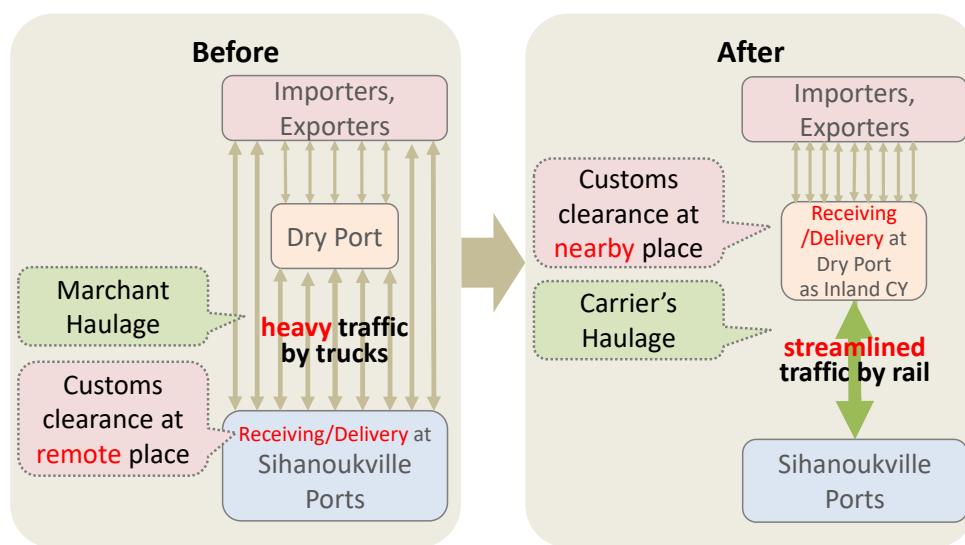 Before
Importers,
Exporters
Dry Port
Marchant
Haulage
heavy traffic
by trucks
Customs
clearance at
remote place
Receiving/Delivery at
Sihanoukville
Ports
After
Importers,
Exporters
Customs
clearance at
nearby place
Receiving
/Delivery at
Dry Port
as Inland CY
Carrier's
Haulage
streamlined
traffic by rail
Sihanoukville
Ports